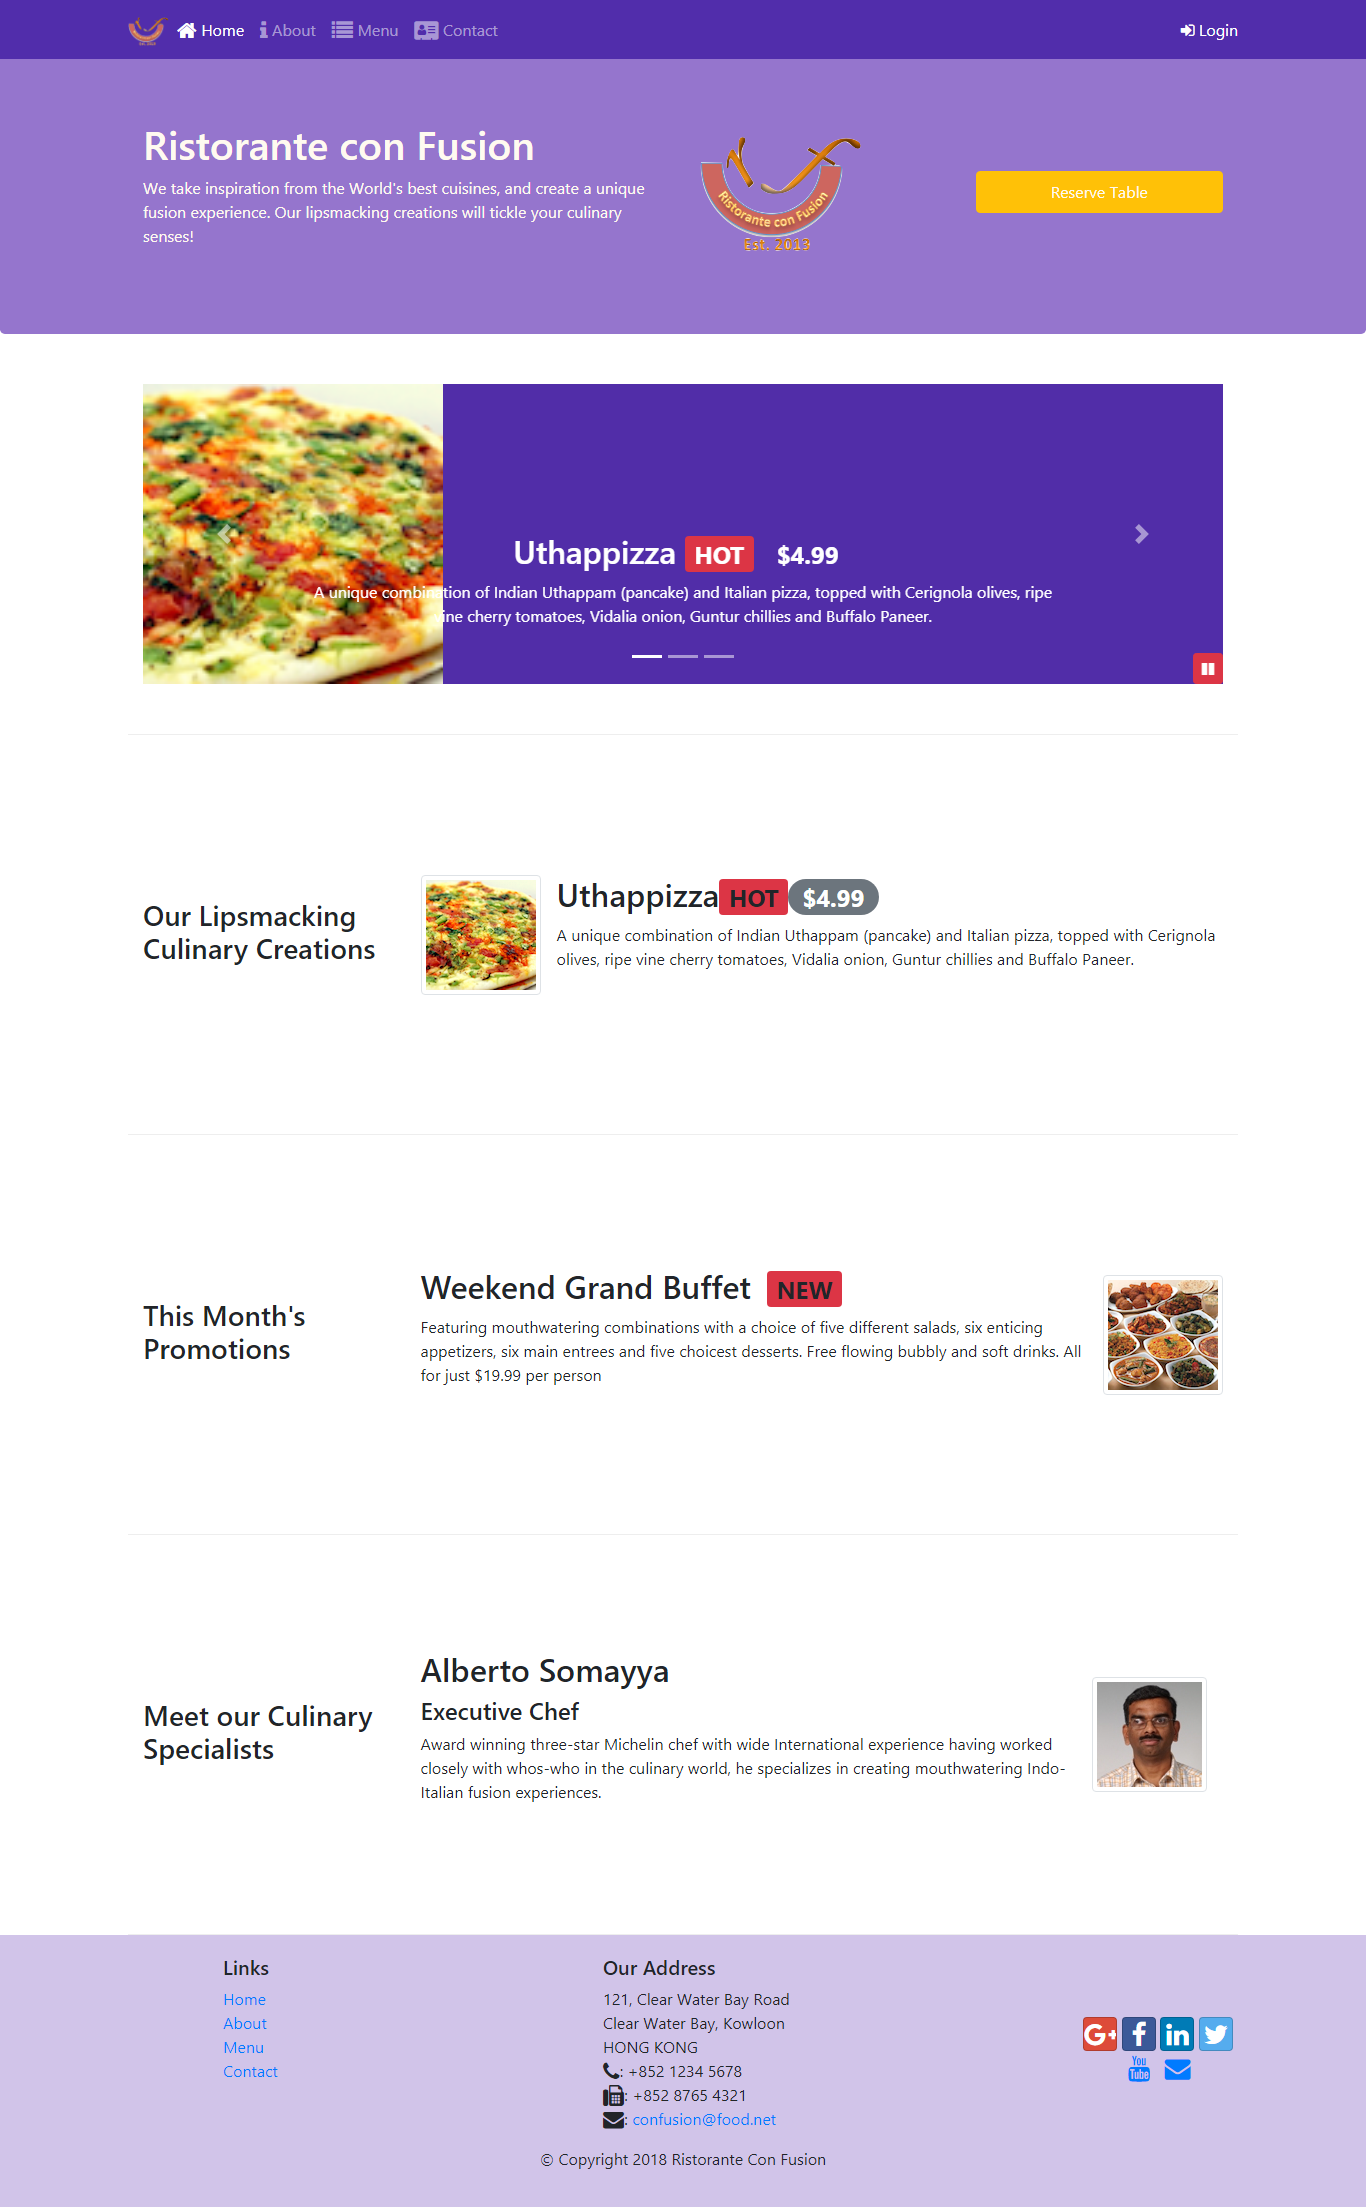 Home About Menu Contact Login
Ristorante con Fusion
We take inspiration from the World's best cuisines, and create a unique
fusion experience. Our lipsmacking creations will tickle your culinary
senses!
Ristorante con Fusion
Est. 2013
Reserve Table
Uthappizza HOT $4.99
A unique combination of Indian Uthappam (pancake) and Italian pizza, topped with Cerignola olives, ripe
vine cherry tomatoes, Vidalia onion, Guntur chillies and Buffalo Paneer.
Our Lipsmacking
Culinary Creations
Uthappizza HOT $4.99
A unique combination of Indian Uthappam (pancake) and Italian pizza, topped with Cerignola
olives, ripe vine cherry tomatoes, Vidalia onion, Guntur chillies and Buffalo Paneer.
This Month's
Promotions
Weekend Grand Buffet NEW
Featuring mouthwatering combinations with a choice of five different salads, six enticing
appetizers, six main entrees and five choicest desserts. Free flowing bubbly and soft drinks. All
for just $19.99 per person
Meet our Culinary
Specialists
Alberto Somayya
Executive Chef
Award winning three-star Michelin chef with wide International experience having worked
closely with whos-who in the culinary world, he specializes in creating mouthwatering Indo-
Italian fusion experiences.
Links
Home
About
Menu
Contact
Our Address
121, Clear Water Bay Road
Clear Water Bay, Kowloon
HONG KONG
: +852 1234 5678
: +852 8765 4321
: confusion@food.net
G+ f in
You
Tube
© Copyright 2018 Ristorante Con Fusion